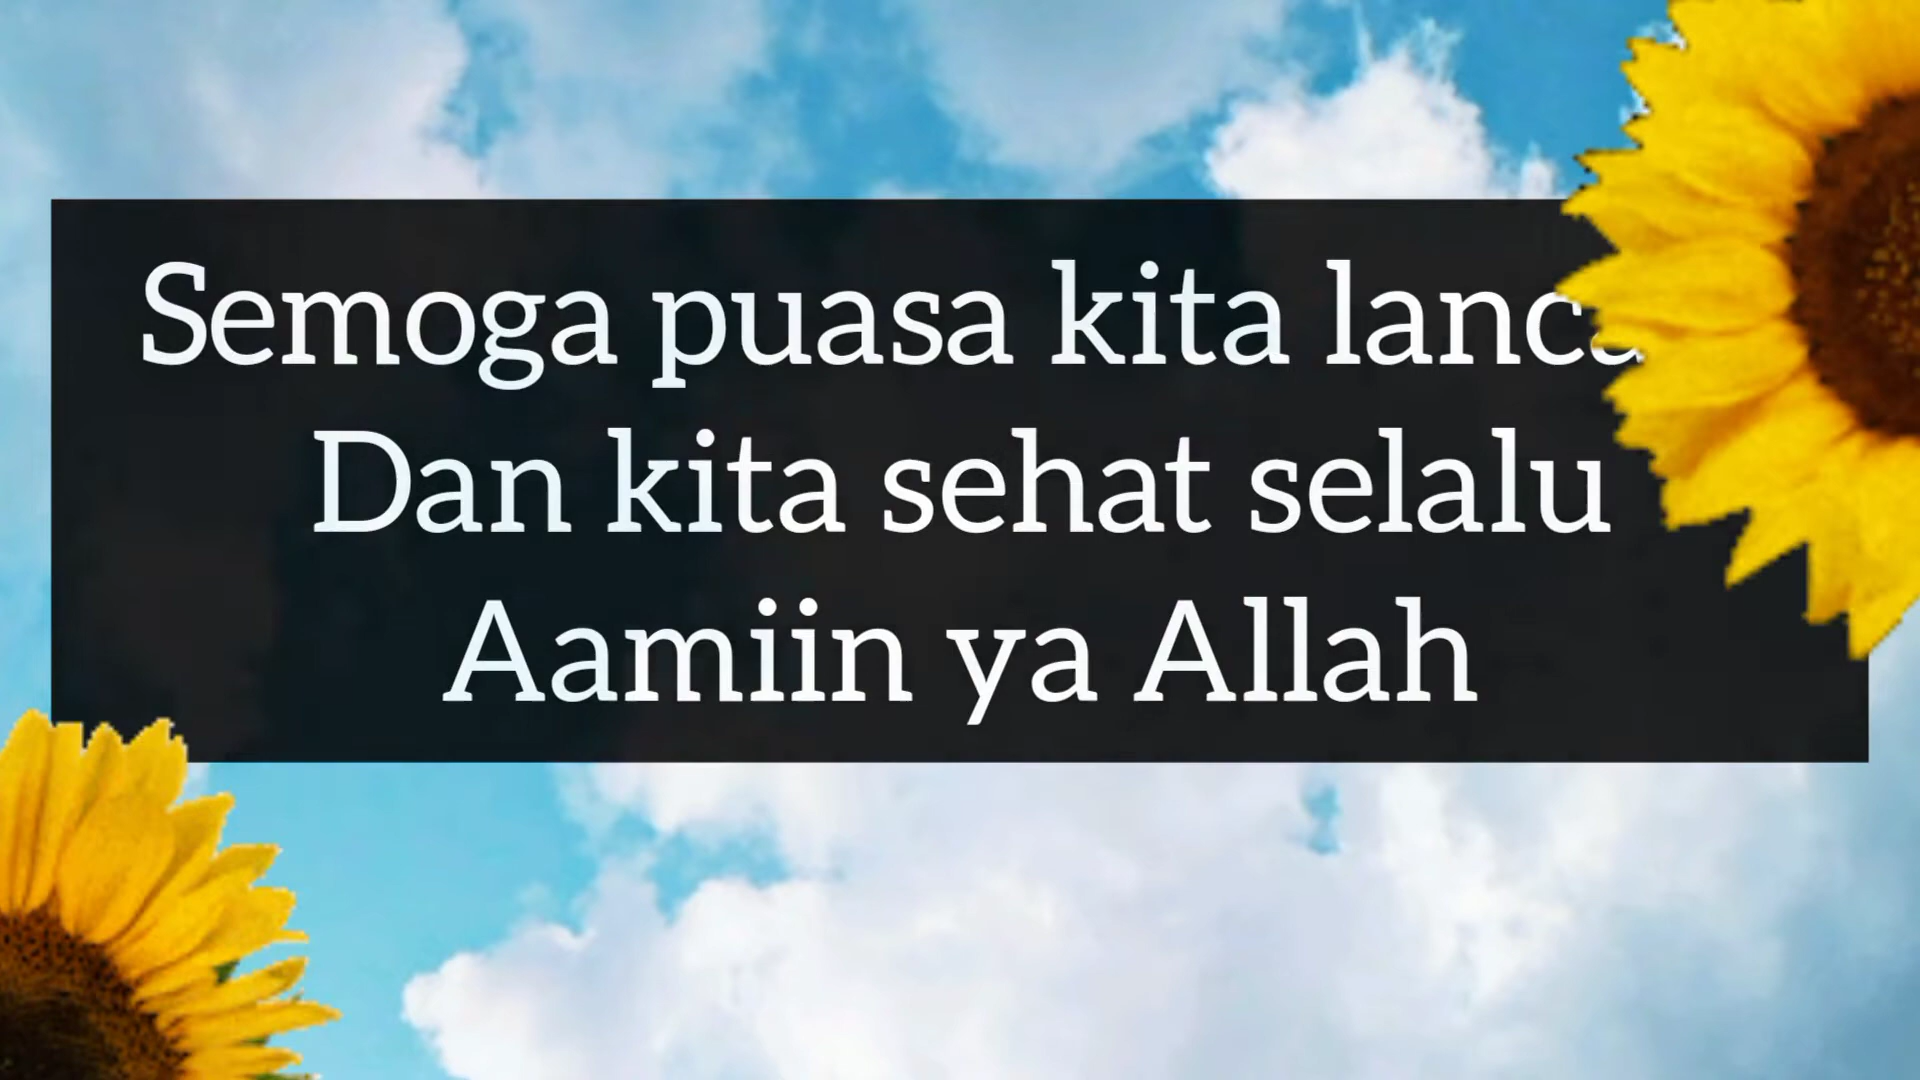 Semoga puasa kita
Dan kita sehat selalu
Aamiin ya Allah